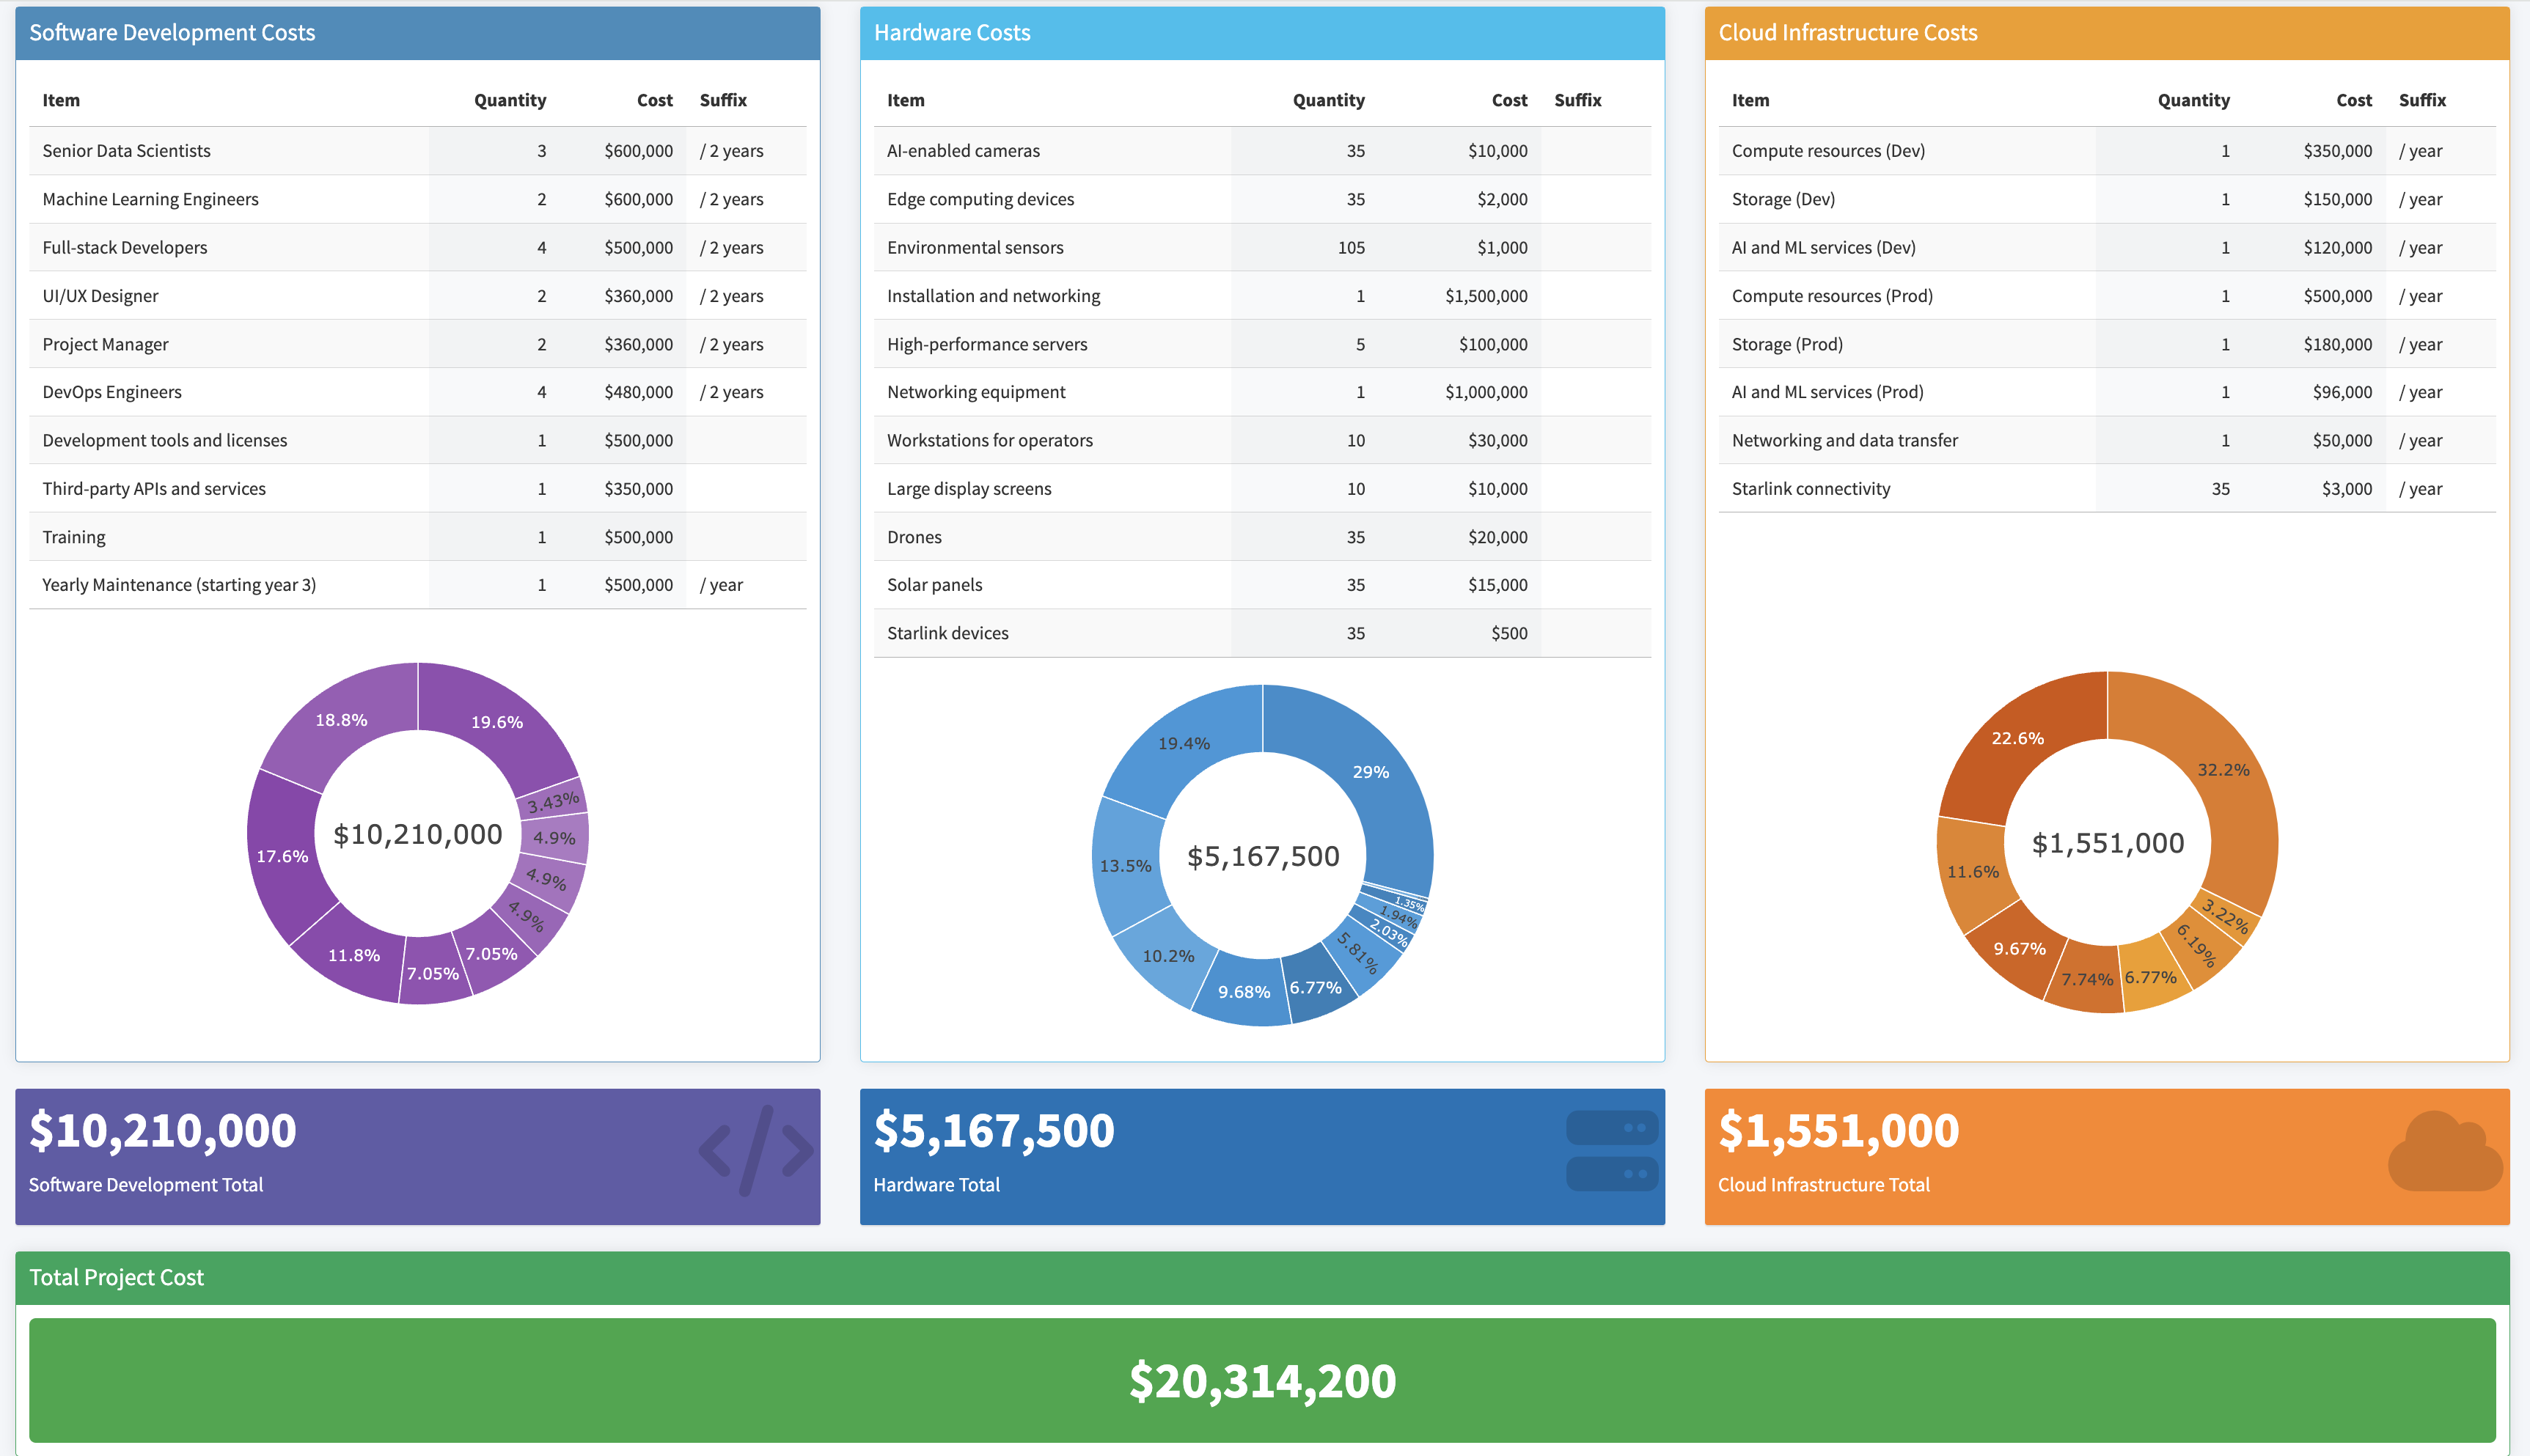 Software Development Costs
Item Quantity Cost Suffix
Senior Data Scientists 3 $600,000 / 2 years
Machine Learning Engineers 2 $600,000 / 2 years
Full-stack Developers 4 $500,000 / 2 years
UI/UX Designer 2 $360,000 / 2 years
Project Manager 2 $360,000 / 2 years
DevOps Engineers 4 $480,000 / 2 years
Development tools and licenses 1 $500,000
Third-party APIs and services 1 $350,000
Training 1 $500,000
Yearly Maintenance (starting year 3) 1 $500,000 / year
18.8%
19.6%
3.43%
4.9%
4.9%
4.9%
7.05%
7.05%
11.8%
17.6%
$10,210,000
Hardware Costs
Item Quantity Cost Suffix
AI-enabled cameras 35 $10,000
Edge computing devices 35 $2,000
Environmental sensors 105 $1,000
Installation and networking 1 $1,500,000
High-performance servers 5 $100,000
Networking equipment 1 $1,000,000
Workstations for operators 10 $30,000
Large display screens 10 $10,000
Drones 35 $20,000
Solar panels 35 $15,000
Starlink devices 35 $500
19.4%
29%
1.35%
1.94%
2.03%
5.81%
6.77%
9.68%
10.2%
13.5%
$5,167,500
Cloud Infrastructure Costs
Item Quantity Cost Suffix
Compute resources (Dev) 1 $350,000 / year
Storage (Dev) 1 $150,000 / year
AI and ML services (Dev) 1 $120,000 / year
Compute resources (Prod) 1 $500,000 / year
Storage (Prod) 1 $180,000 / year
AI and ML services (Prod) 1 $96,000 / year
Networking and data transfer 1 $50,000 / year
Starlink connectivity 35 $3,000 / year
22.6%
32.2%
3.22%
6.19%
6.77%
7.74%
9.67%
11.6%
$1,551,000
$10,210,000
Software Development Total
$5,167,500
Hardware Total
$1,551,000
Cloud Infrastructure Total
Total Project Cost
$20,314,200